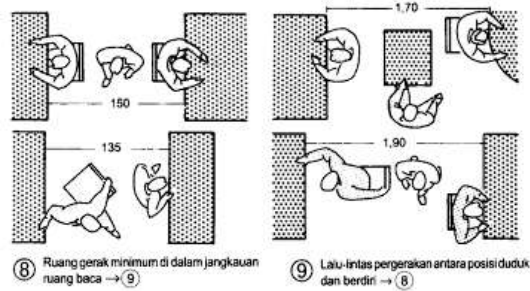 150
135
⑧ Ruang gerak minimum di dalam jangkauan
ruang baca → ⑨
1,70
1,90
⑨ Lalu-lintas pergerakan antara posisi duduk
dan berdiri → ⑧